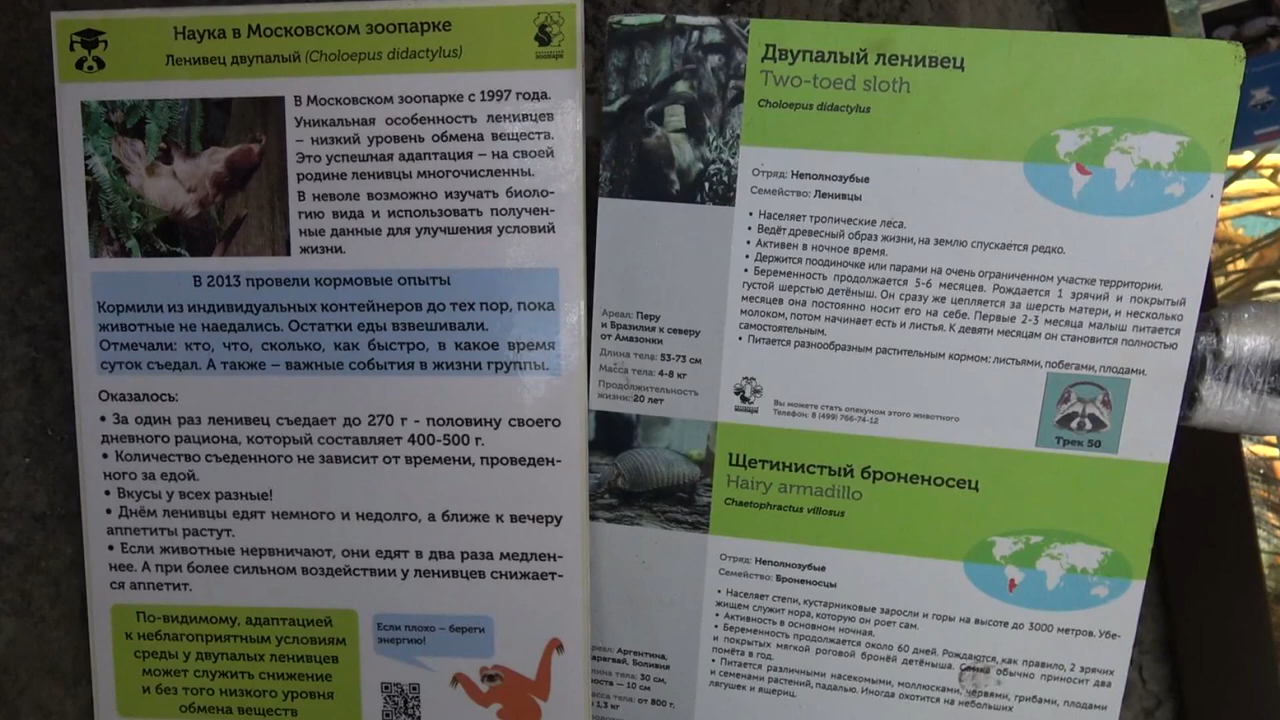 Наука в Московском зоопарке
Ленивец двупалый (Choloepus didactylus)
В Московском зоопарке с 1997 года.
Уникальная особенность ленивцев
– низкий уровень обмена веществ.
Это успешная адаптация – на своей
родине ленивцы многочисленны.
В неволе возможно изучать биоло-
гию вида и использовать получен-
ные данные для улучшения условий
жизни.
В 2013 провели кормовые опыты
Кормили из индивидуальных контейнеров до тех пор, пока
животные не наедались. Остатки еды взвешивали.
Отмечали: кто, что, сколько, как быстро, в какое время
суток съедал. А также – важные события в жизни группы.
Оказалось:
• За один раз ленивец съедает до 270 г - половину своего
дневного рациона, который составляет 400-500 г.
• Количество съеденного не зависит от времени, проведен-
ного за едой.
• Вкусы у всех разные!
• Днём ленивцы едят немного и недолго, а ближе к вечеру
аппетиты растут.
• Если животные нервничают, они едят в два раза медлен-
нее. А при более сильном воздействии у ленивцев снижает-
ся аппетит.
По-видимому, адаптацией
к неблагоприятным условиям
среды у двупалых ленивцев
может служить снижение
и без того низкого уровня
обмена веществ
Если плохо – береги
энергию!
Двупалый ленивец
Two-toed sloth
Choloepus didactylus
Отряд: Неполнозубые
Семейство: Ленивцы
• Населяет тропические леса.
• Ведёт древесный образ жизни, на землю спускается редко.
• Активен в ночное время.
• Держится поодиночке или парами на очень ограниченном участке территории.
• Беременность продолжается 5-6 месяцев. Рождается 1 зрячий и покрытый
густой шерстью детёныш. Он сразу же цепляется за шерсть матери, и несколько
месяцев она постоянно носит его на себе. Первые 2-3 месяца малыш питается
молоком, потом начинает есть и листья. К девяти месяцам он становится полностью
самостоятельным.
• Питается разнообразным растительным кормом: листьями, побегами, плодами.
Ареал: Перу
и Бразилия к северу
от Амазонки
Длина тела: 53-73 см
Масса тела: 4-8 кг
Продолжительность
жизни: 20 лет
Вы можете стать опекуном этого животного
Телефон: 8 (499) 766-74-12
Трек 50
Щетинистый броненосец
Hairy armadillo
Chaetophractus villosus
Отряд: Неполнозубые
Семейство: Броненосцы
• Населяет степи, кустарниковые заросли и горы на высоте до 3000 метров. Убе-
жищем служит нора, которую он роет сам.
• Активность в основном ночная.
• Беременность продолжается около 60 дней. Рождаются, как правило, 2 зрячих
и покрытых мягкой роговой бронёй детёныша. Самка обычно приносит два
помёта в год.
• Питается различными насекомыми, моллюсками, червями, грибами, плодами
и семенами растений, падалью. Иногда охотится на небольших
лягушек и ящериц.
Аргентина,
Боливия
тела: 30 см,
— 10 см
тела: от 800 г,
1,3 кг